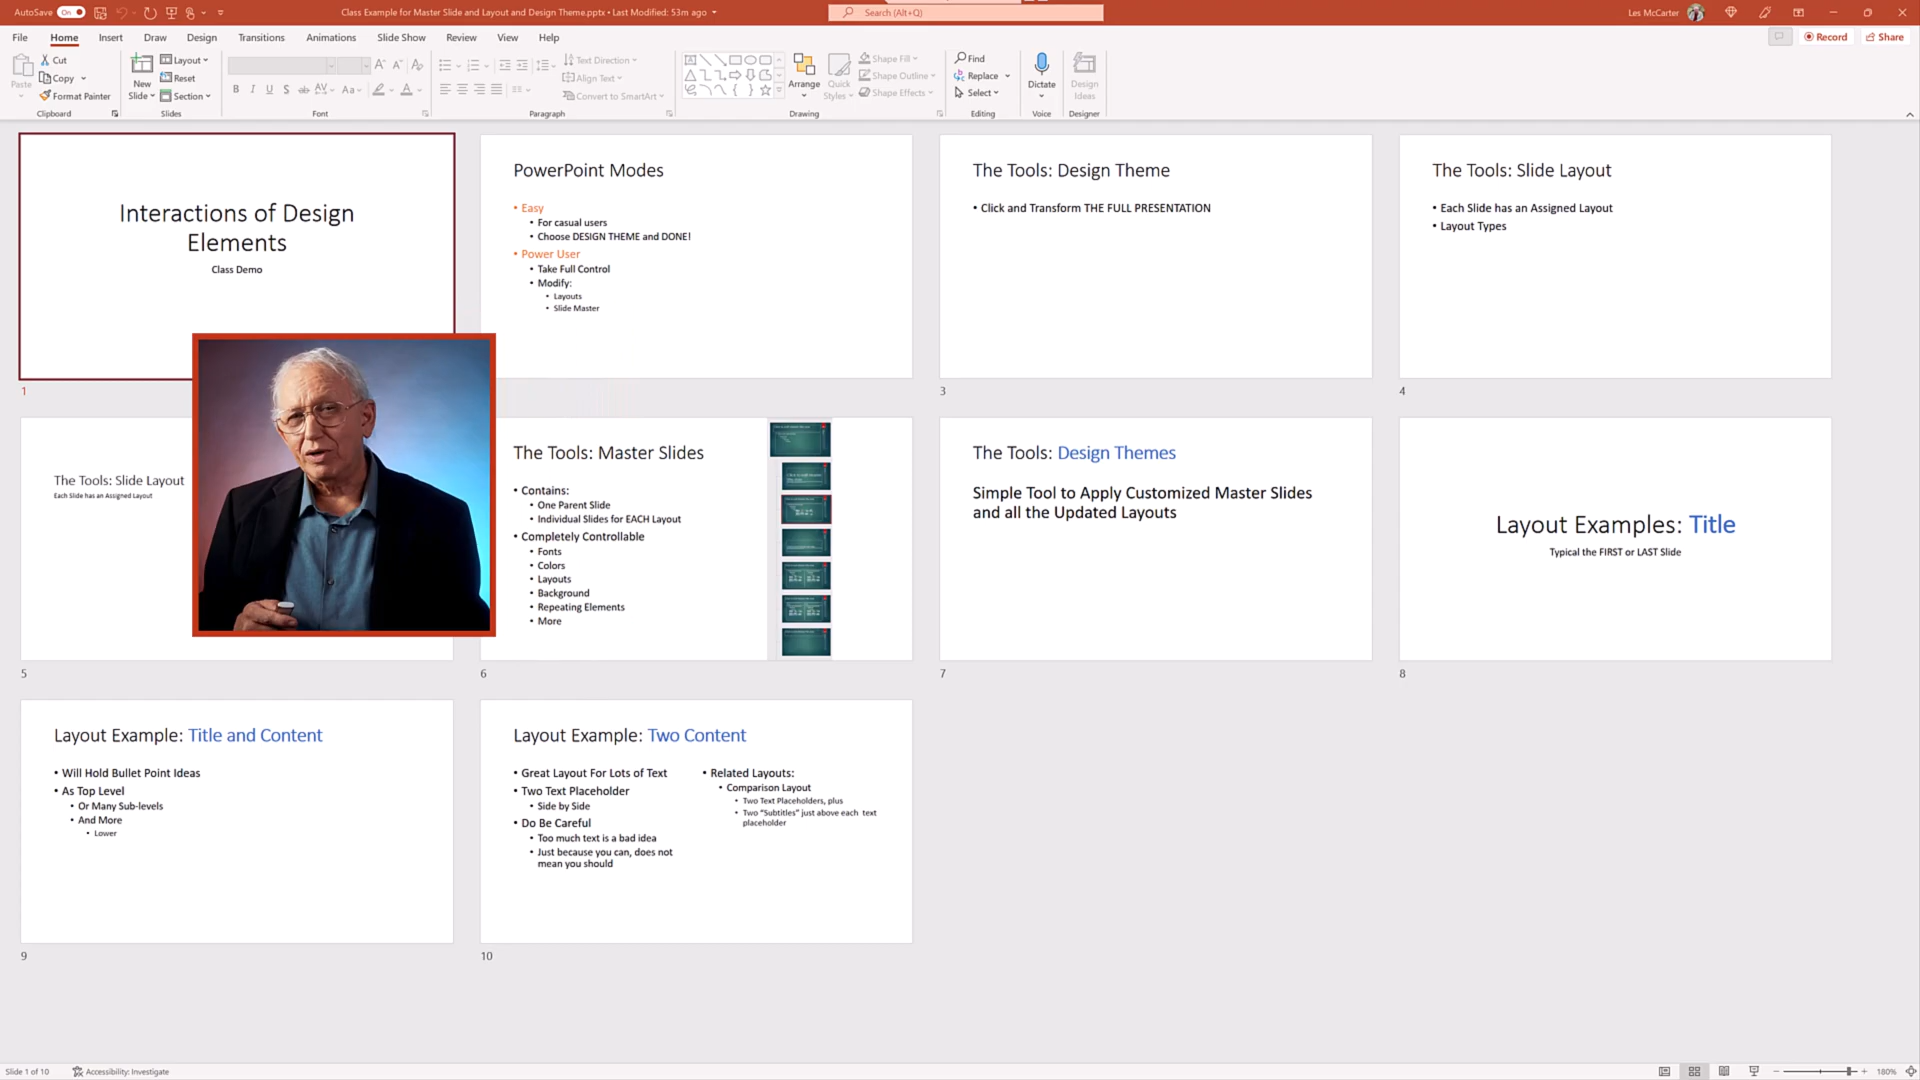 AutoSave On
Class Example for Master Slide and Layout and Design Theme.pptx • Last Modified: 53m ago
Search (Alt+Q)
Les McCarter
File Home Insert Draw Design Transitions Animations Slide Show Review View Help
Record Share
Paste
Cut
Copy
Format Painter
Clipboard
New
Slide
Layout
Reset
Section
Slides
Font
Text Direction
Align Text
Convert to SmartArt
Paragraph
Arrange
Quick
Styles
Shape Fill
Shape Outline
Shape Effects
Drawing
Find
Replace
Select
Editing
Dictate
Voice
Design
Ideas
Designer
Interactions of Design
Elements
Class Demo
1
PowerPoint Modes
• Easy
• For casual users
• Choose DESIGN THEME and DONE!
• Power User
• Take Full Control
• Modify:
• Layouts
• Slide Master
The Tools: Design Theme
• Click and Transform THE FULL PRESENTATION
3
The Tools: Slide Layout
• Each Slide has an Assigned Layout
• Layout Types
4
The Tools: Slide Layout
Each Slide has an Assigned Layout
5
The Tools: Master Slides
• Contains:
• One Parent Slide
• Individual Slides for EACH Layout
• Completely Controllable
• Fonts
• Colors
• Layouts
• Background
• Repeating Elements
• More
6
The Tools: Design Themes
Simple Tool to Apply Customized Master Slides
and all the Updated Layouts
7
Layout Examples: Title
Typical the FIRST or LAST Slide
8
Layout Example: Title and Content
• Will Hold Bullet Point Ideas
• As Top Level
• Or Many Sub-levels
• And More
• Lower
9
Layout Example: Two Content
• Great Layout For Lots of Text
• Two Text Placeholder
• Side by Side
• Do Be Careful
• Too much text is a bad idea
• Just because you can, does not
mean you should
• Related Layouts:
• Comparison Layout
• Two Text Placeholders, plus
• Two “Subtitles” just above each text
placeholder
10
Slide 1 of 10
Accessibility: Investigate
180%